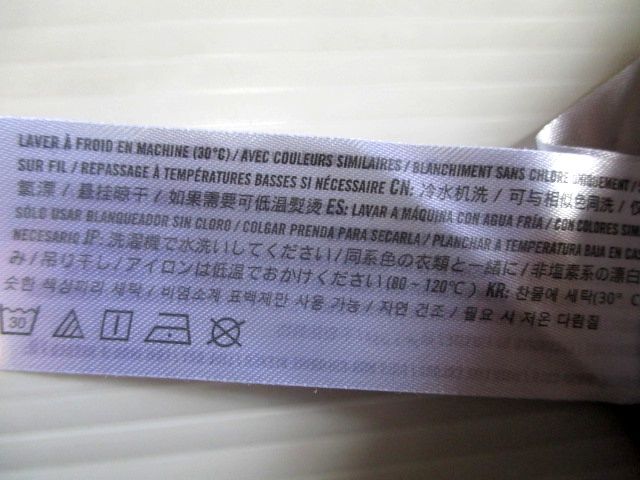 LAVER À FROID EN MACHINE (30°C) / AVEC COULEURS SIMILAIRES / BLANCHIMENT SANS CHLORE UNIQUEMENT /
SUR FIL / REPASSAGE À TEMPÉRATURES BASSES SI NÉCESSAIRE CN: 冷水机洗 / 可与相似色同洗 / 仅
氯漂 / 悬挂晾干 / 如果需要可低温熨烫 ES: LAVAR A MÁQUINA CON AGUA FRÍA / CON COLORES
SÓLO USAR BLANQUEADOR SIN CLORO / COLGAR PRENDA PARA SECARLA / PLANCHAR A TEMPERATURA BAJA EN
NECESARIO JP: 洗濯機で水洗いしてください / 同系色の衣類と一緒に / 非塩素系の漂白
み / 吊り干し / アイロンは低温でおかけください (80 - 120°C) KR: 찬물에 세탁(30° C
슷한 색상끼리 세탁 / 비염소계 표백제만 사용 가능 / 자연 건조 / 필요 시 저온 다림질
30